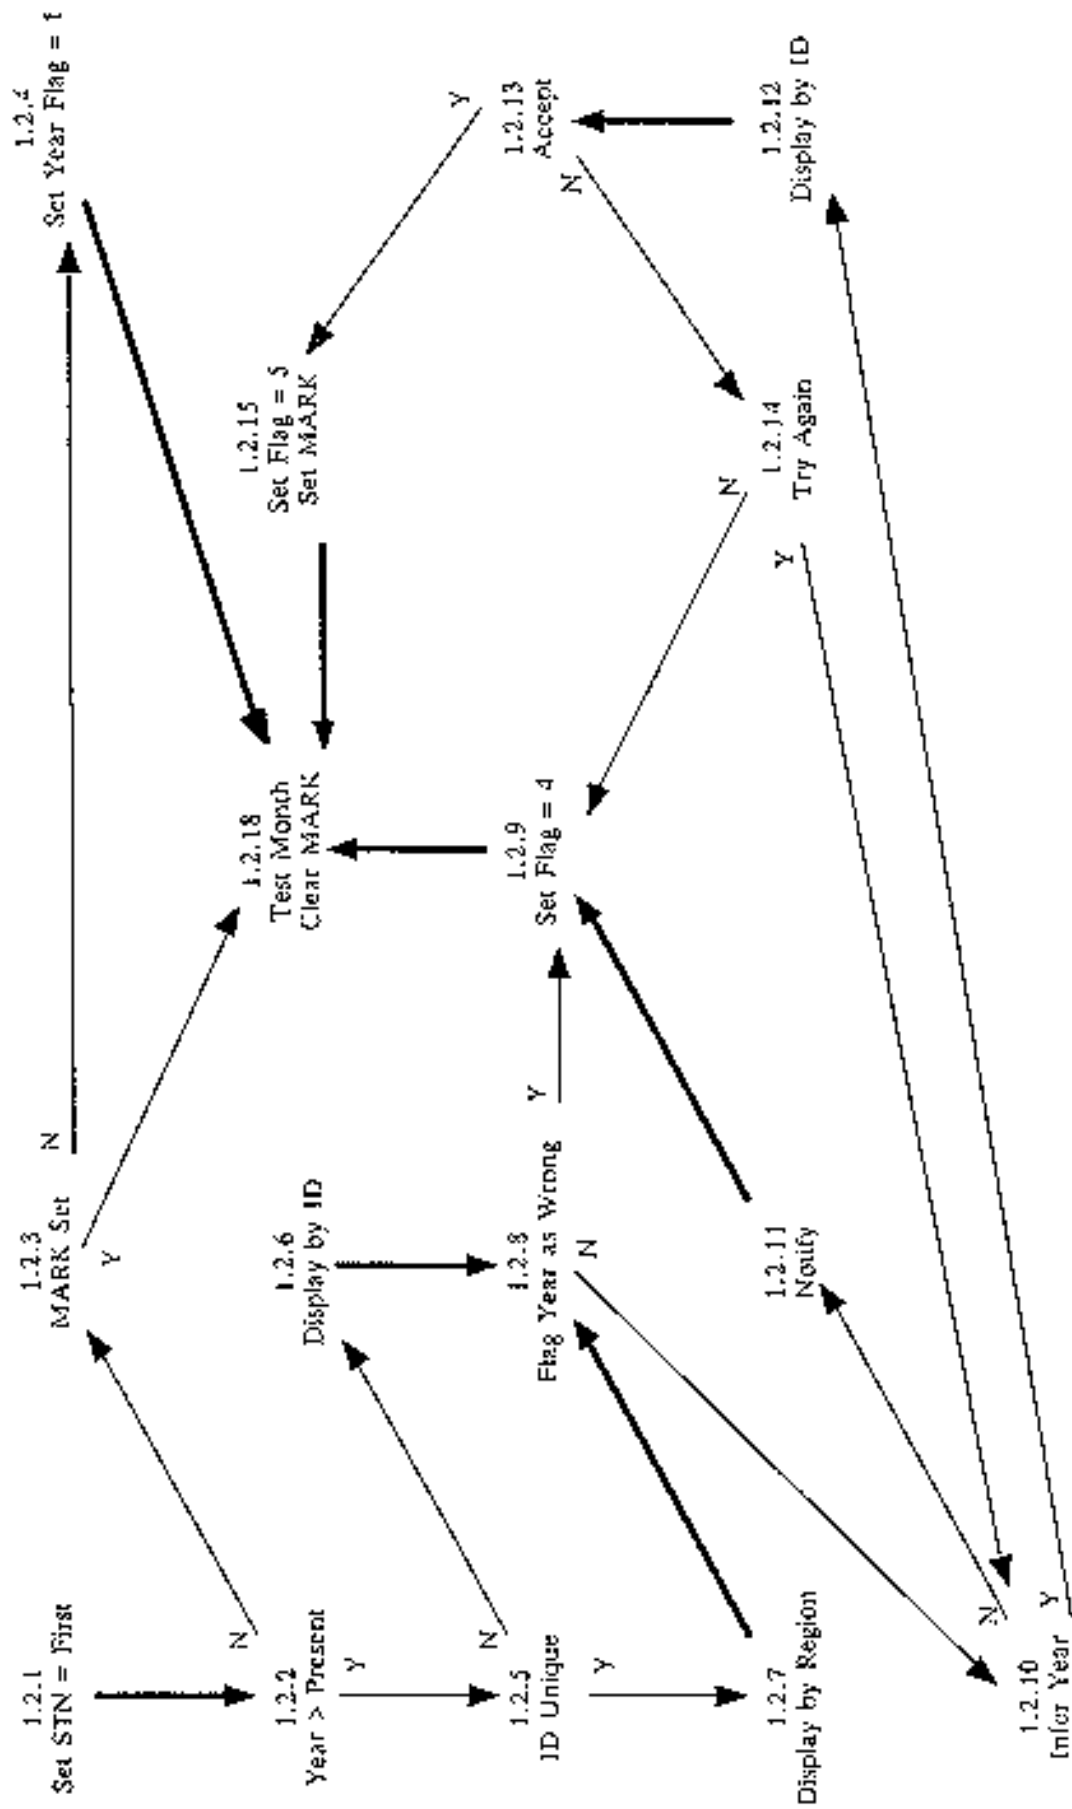 1.2.1
Set STN = First
1.2.3
MARK Set
N
Y
1.2.4
Set Year Flag = 1
N
1.2.2
Year > Present
Y
1.2.6
Display by ID
1.2.18
Test Month
Clear MARK
1.2.15
Set Flag = 5
Set MARK
Y
N
1.2.5
ID Unique
Y
1.2.8
Flag Year as Wrong
Y
N
1.2.9
Set Flag = 4
1.2.13
Accept
N
1.2.7
Display by Region
1.2.11
Notify
N
1.2.14
Try Again
Y
1.2.12
Display by ID
N
1.2.10
Infer Year
Y